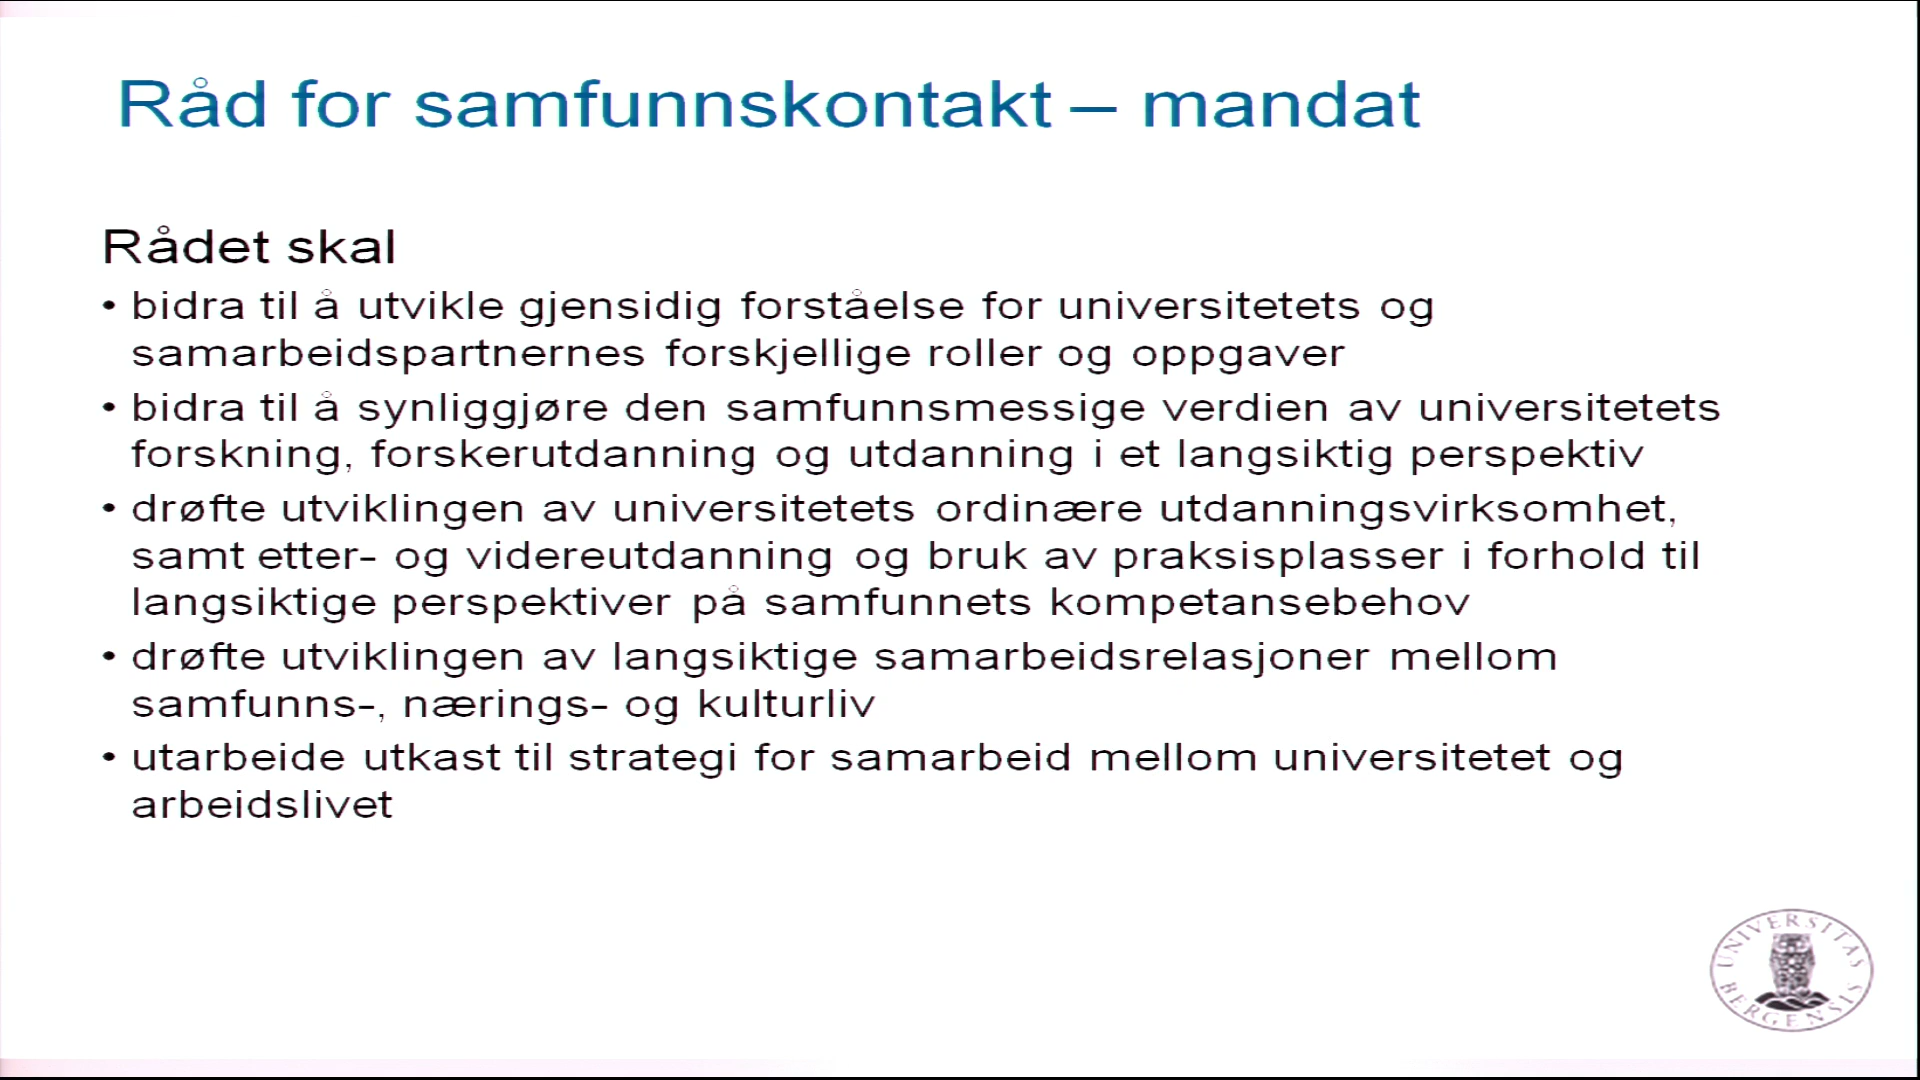 Råd for samfunnskontakt – mandat
Rådet skal
• bidra til å utvikle gjensidig forståelse for universitetets og
samarbeidspartnernes forskjellige roller og oppgaver
• bidra til å synliggjøre den samfunnsmessige verdien av universitetets
forskning, forskerutdanning og utdanning i et langsiktig perspektiv
• drøfte utviklingen av universitetets ordinære utdanningsvirksomhet,
samt etter- og videreutdanning og bruk av praksisplasser i forhold til
langsiktige perspektiver på samfunnets kompetansebehov
• drøfte utviklingen av langsiktige samarbeidsrelasjoner mellom
samfunns-, nærings- og kulturliv
• utarbeide utkast til strategi for samarbeid mellom universitetet og
arbeidslivet
UNIVERSITAS
BERGENSIS